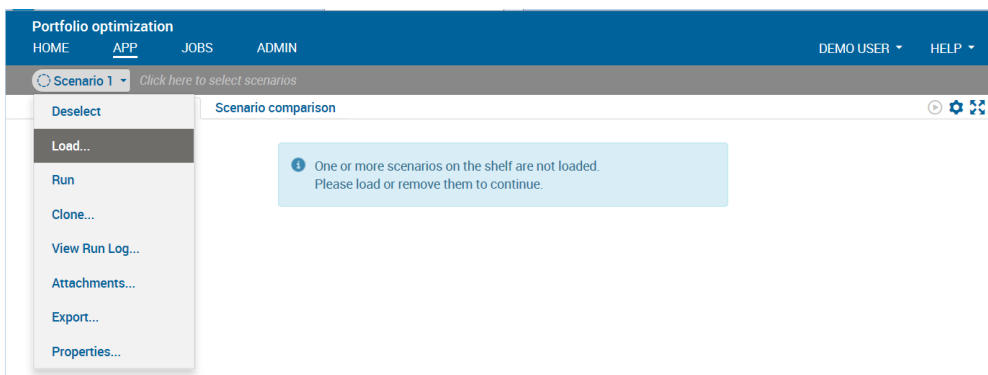 Portfolio optimization
HOME APP JOBS ADMIN DEMO USER HELP
Scenario 1 Click here to select scenarios
Scenario comparison
Deselect
Load...
Run
Clone...
View Run Log...
Attachments...
Export...
Properties...
One or more scenarios on the shelf are not loaded.
Please load or remove them to continue.